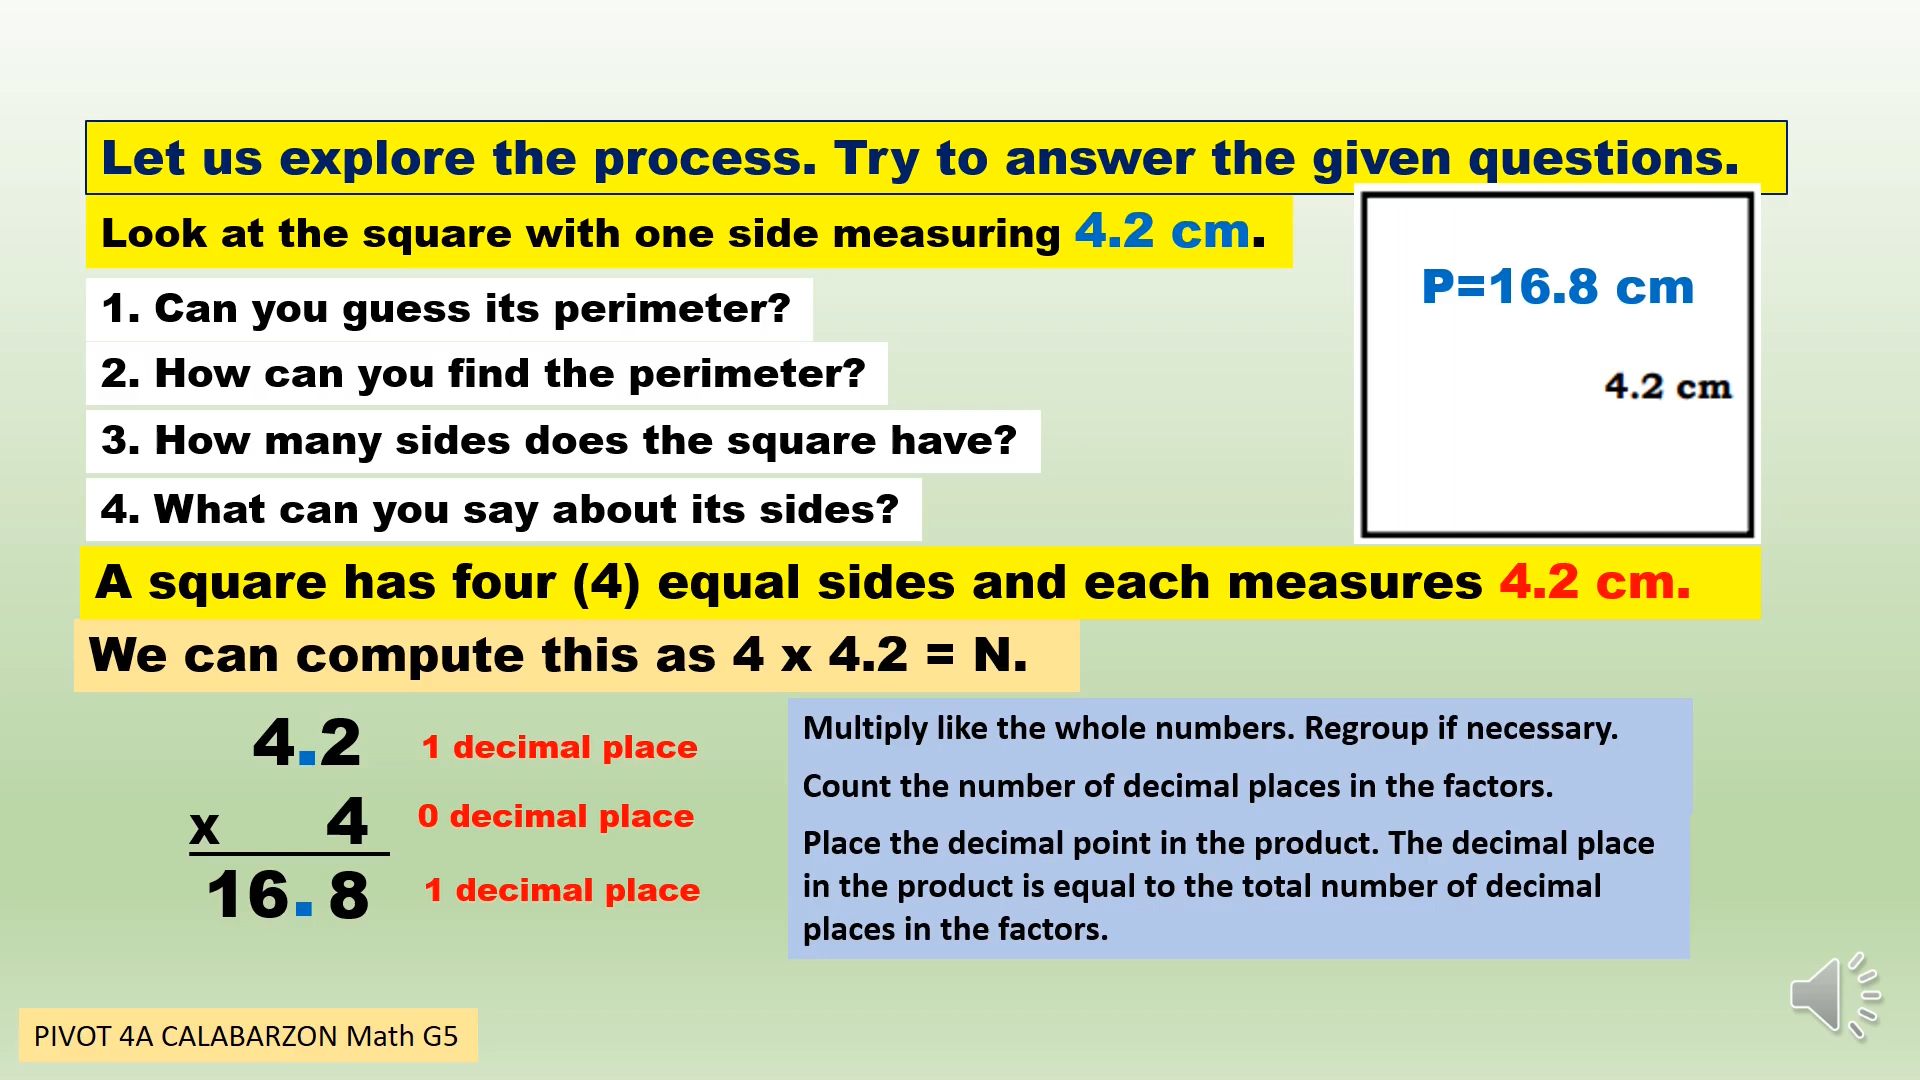 Let us explore the process. Try to answer the given questions.
Look at the square with one side measuring 4.2 cm.
P=16.8 cm
4.2 cm
1. Can you guess its perimeter?
2. How can you find the perimeter?
3. How many sides does the square have?
4. What can you say about its sides?
A square has four (4) equal sides and each measures 4.2 cm.
We can compute this as 4 x 4.2 = N.
4.2 1 decimal place
x 4 0 decimal place
16.8 1 decimal place
Multiply like the whole numbers. Regroup if necessary.
Count the number of decimal places in the factors.
Place the decimal point in the product. The decimal place
in the product is equal to the total number of decimal
places in the factors.
PIVOT 4A CALABARZON Math G5